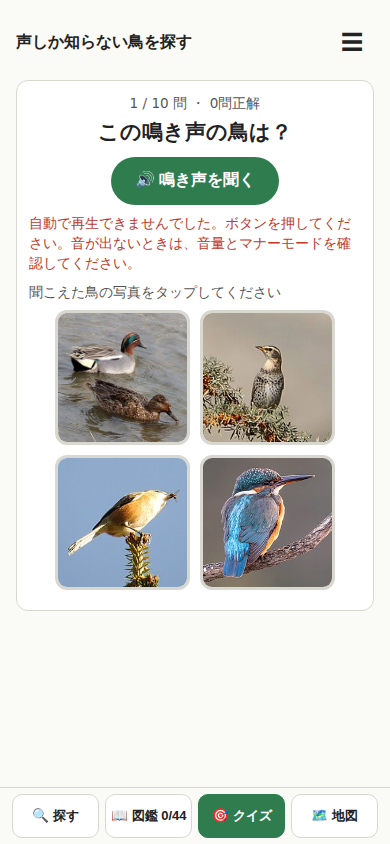 声しか知らない鳥を探す
1 / 10 問 ・ 0問正解
この鳴き声の鳥は？
鳴き声を聞く
自動で再生できませんでした。ボタンを押してくだ
さい。音が出ないときは、音量とマナーモードを確
認してください。
聞こえた鳥の写真をタップしてください
探す
図鑑 0/44
クイズ
地図